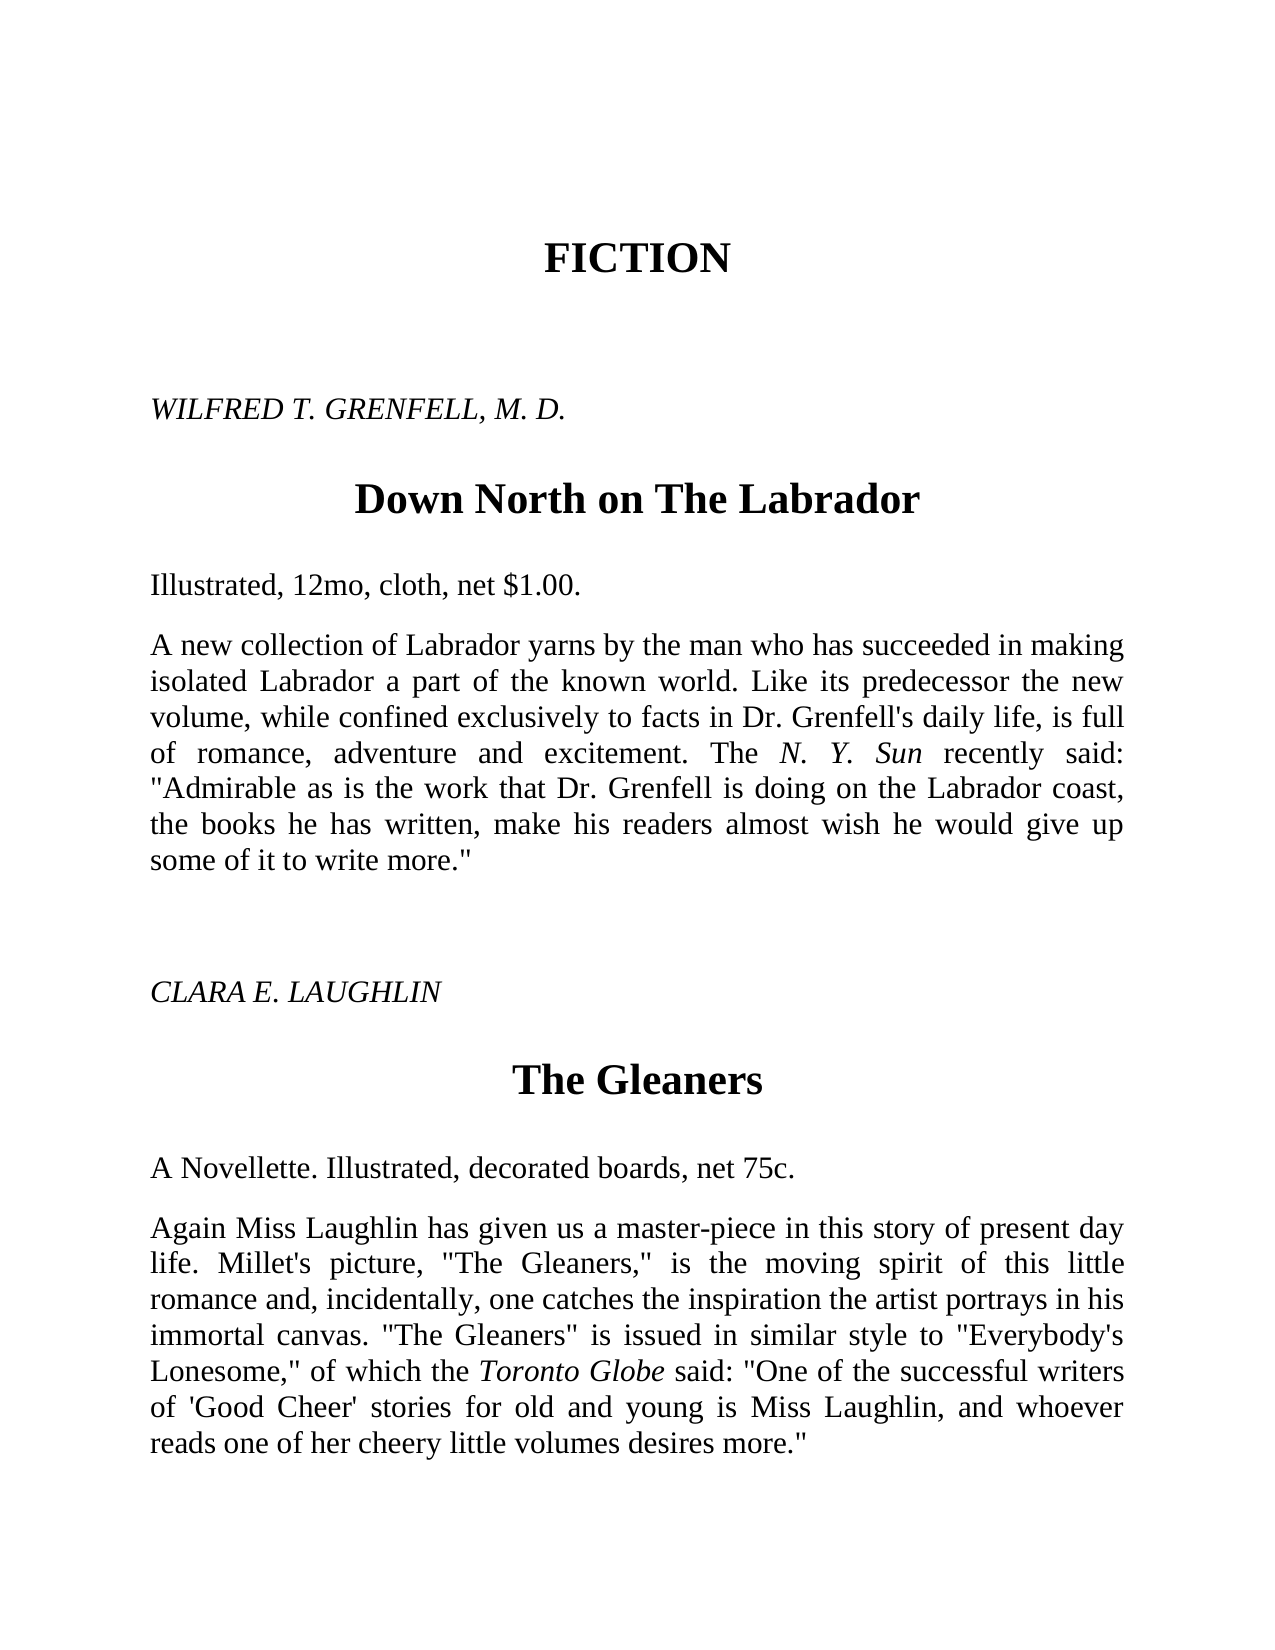 FICTION
WILFRED T. GRENFELL, M. D.
Down North on The Labrador
Illustrated, 12mo, cloth, net $1.00.
A new collection of Labrador yarns by the man who has succeeded in making
isolated Labrador a part of the known world. Like its predecessor the new
volume, while confined exclusively to facts in Dr. Grenfell's daily life, is full
of romance, adventure and excitement. The N. Y. Sun recently said:
"Admirable as is the work that Dr. Grenfell is doing on the Labrador coast,
the books he has written, make his readers almost wish he would give up
some of it to write more."
CLARA E. LAUGHLIN
The Gleaners
A Novellette. Illustrated, decorated boards, net 75c.
Again Miss Laughlin has given us a master-piece in this story of present day
life. Millet's picture, "The Gleaners," is the moving spirit of this little
romance and, incidentally, one catches the inspiration the artist portrays in his
immortal canvas. "The Gleaners" is issued in similar style to "Everybody's
Lonesome," of which the Toronto Globe said: "One of the successful writers
of 'Good Cheer' stories for old and young is Miss Laughlin, and whoever
reads one of her cheery little volumes desires more."